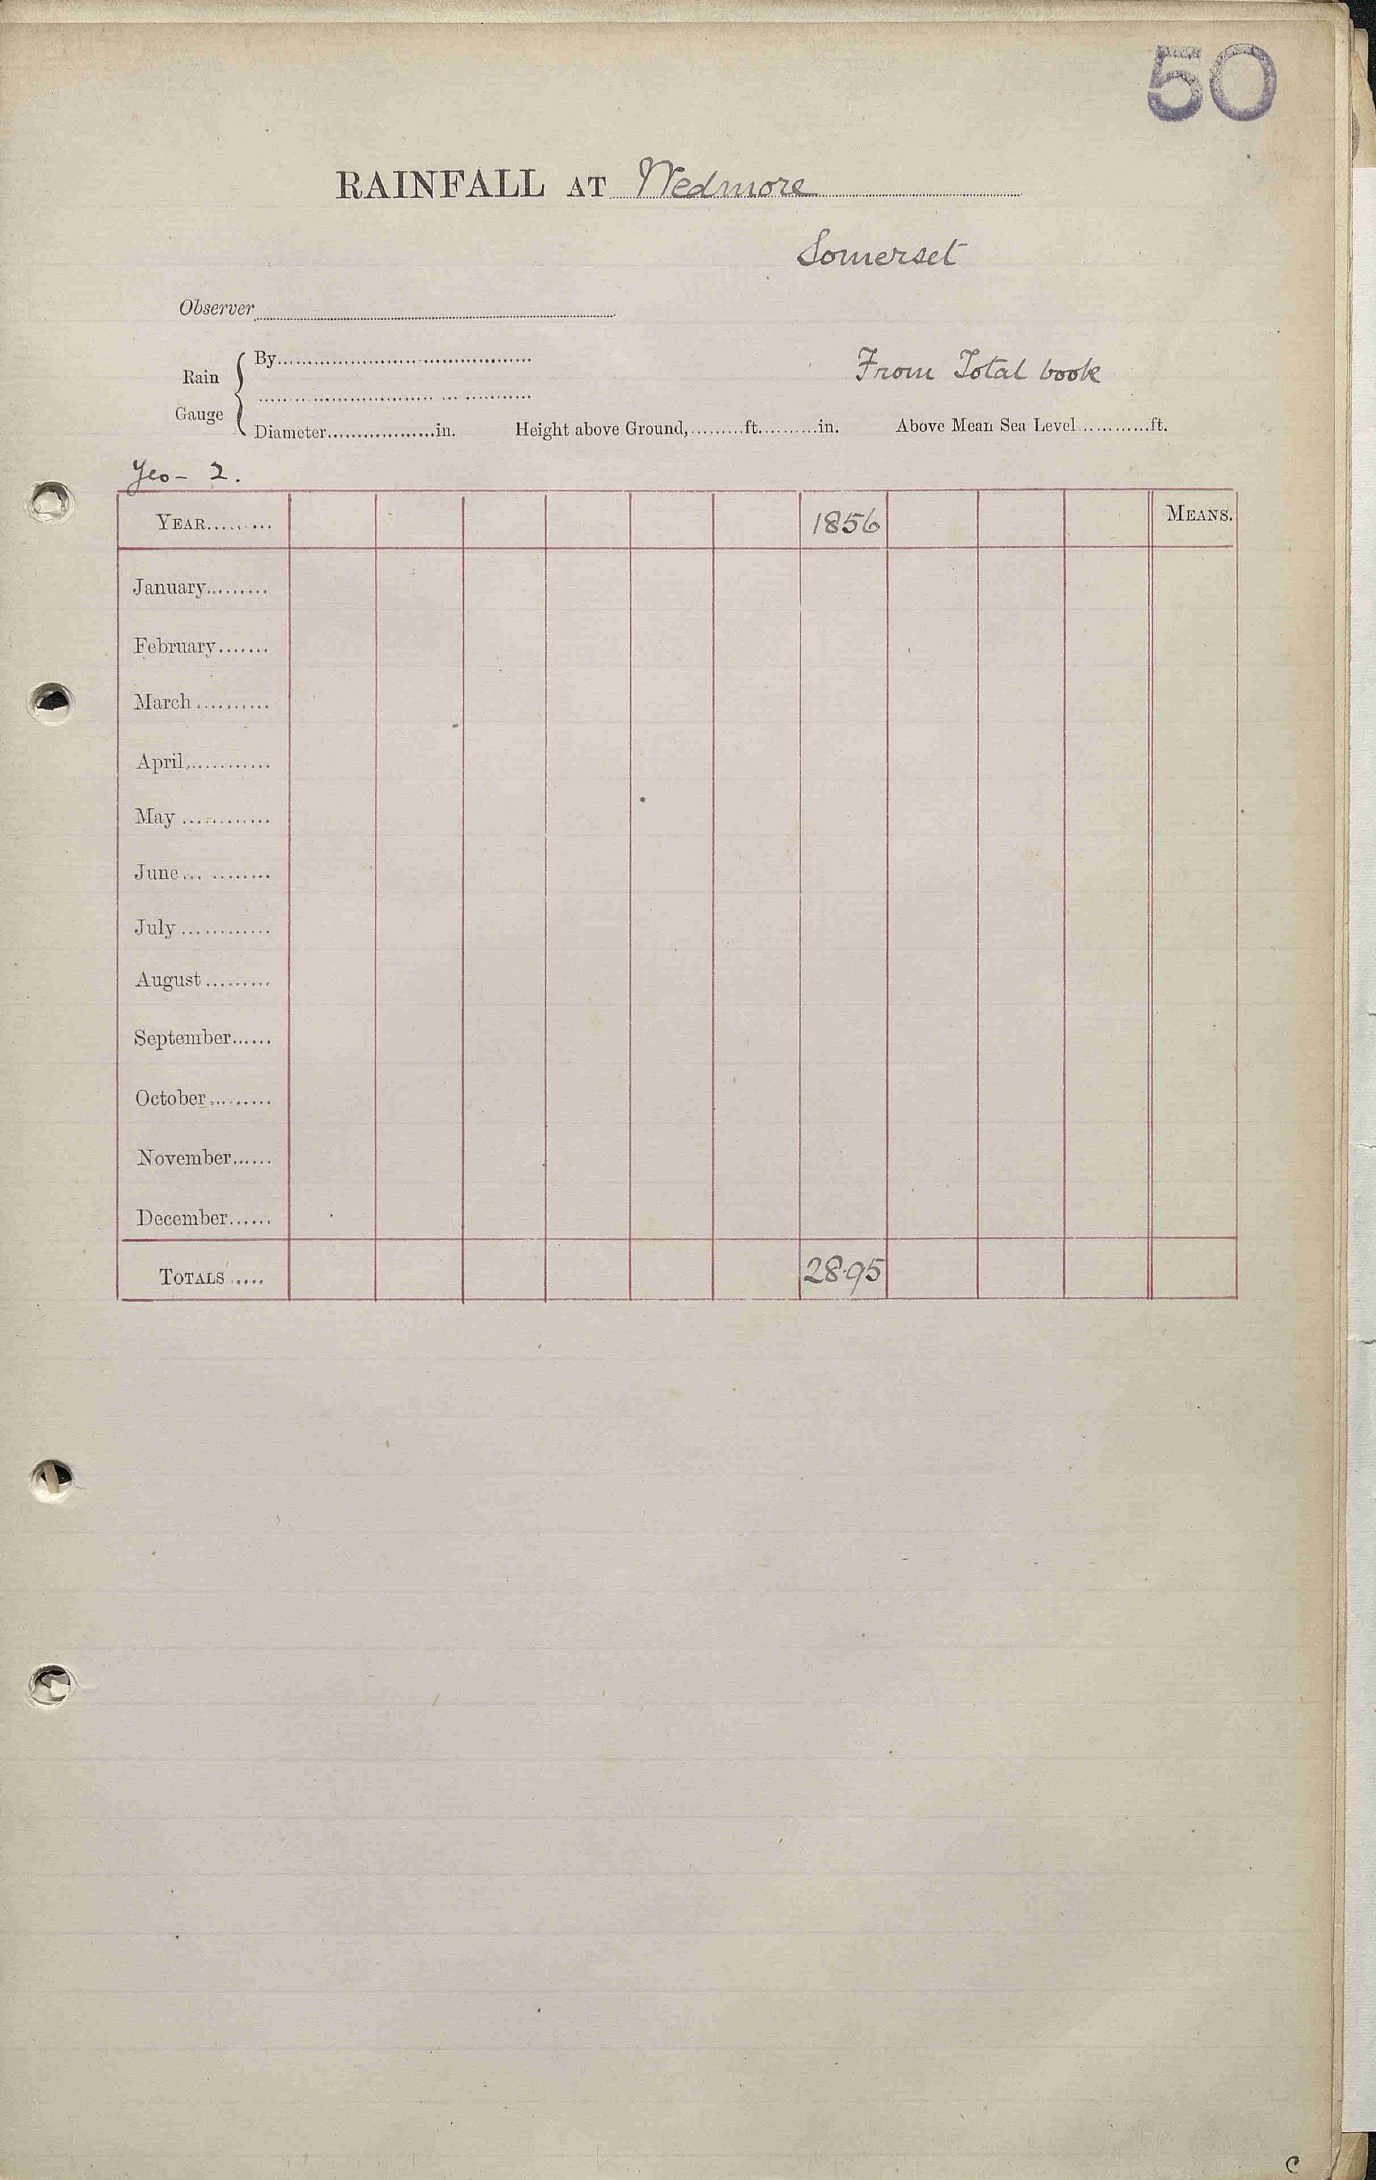 50
RAINFALL AT Wedmore
Somerset
Observer
Rain Gauge
By
From Total book
Diameter..................in. Height above Ground,.........ft..........in. Above Mean Sea Level............ft.
Yeo - 2.
YEAR......... 1856 MEANS.
January.........
February.......
March..........
April............
May............
June............
July............
August.........
September......
October.........
November......
December......
TOTALS..... 28.95
C